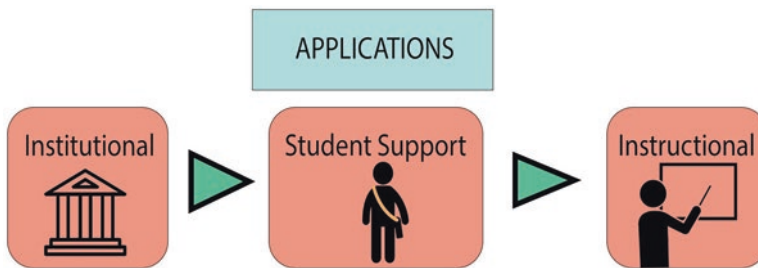 APPLICATIONS
Institutional
Student Support
Instructional